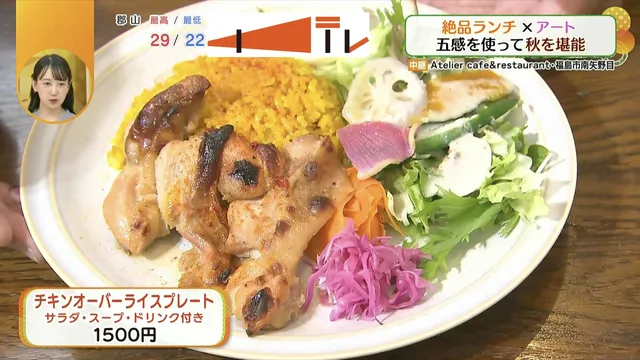 郡山 最高/最低
29/22
テレ
絶品ランチ×アート
五感を使って秋を堪能
中継 Atelier cafe&restaurant・福島市南矢野目
チキンオーバーライスプレート
サラダ・スープ・ドリンク付き
1500円